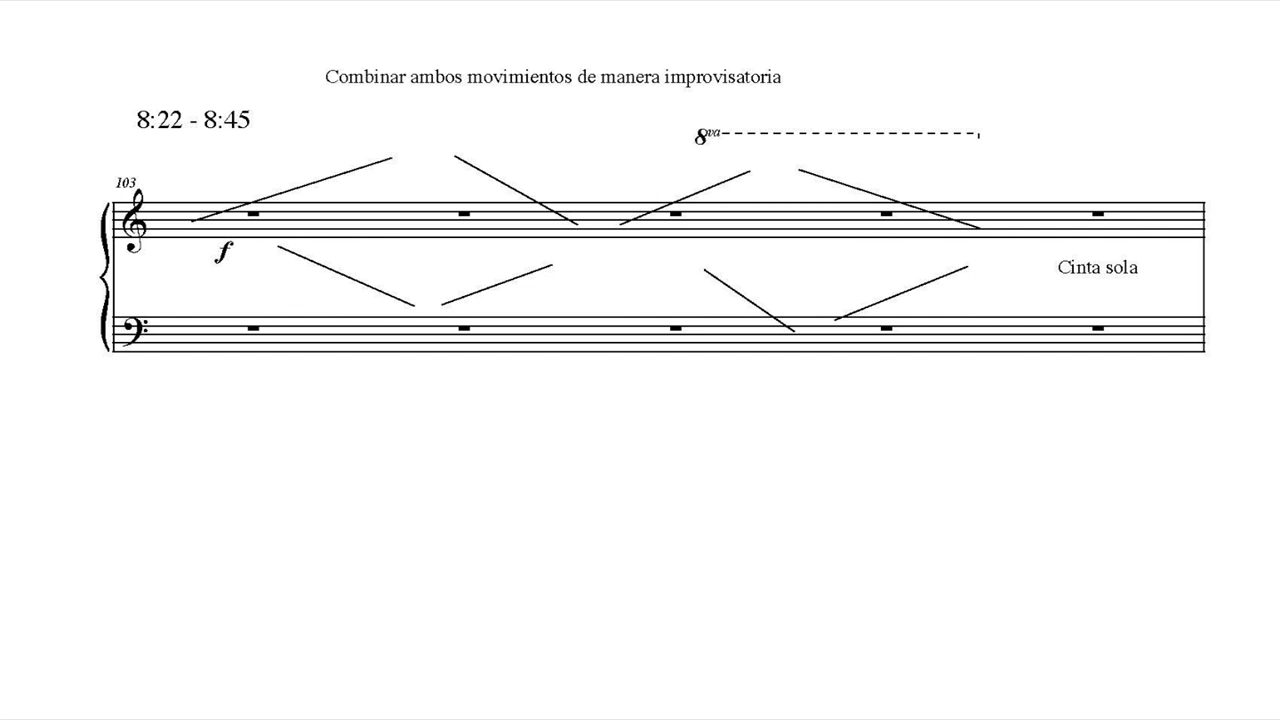 Combinar ambos movimientos de manera improvisatoria
8:22 - 8:45
8va
103
f
Cinta sola